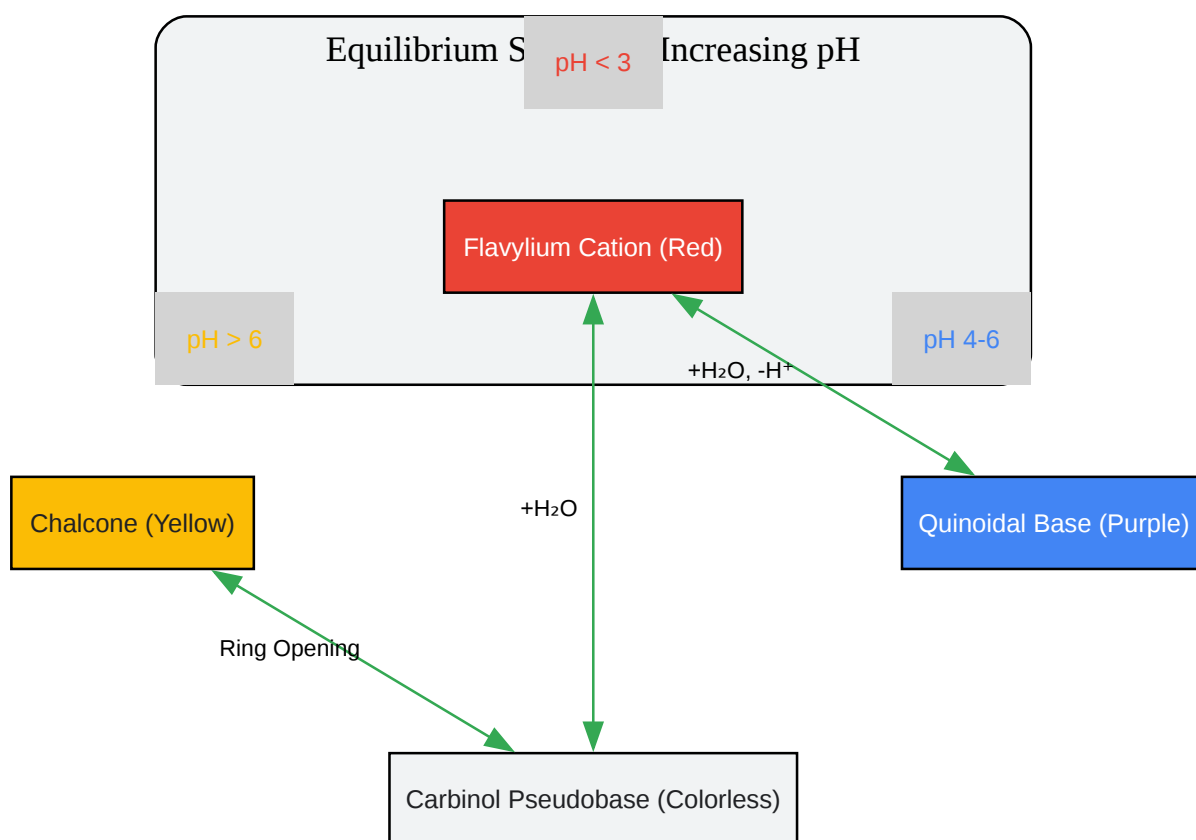 Equilibrium S
Increasing pH
pH < 3
Flavylium Cation (Red)
pH > 6
pH 4-6
+H₂O, -H⁺
Chalcone (Yellow)
+H₂O
Quinoidal Base (Purple)
Ring Opening
Carbinol Pseudobase (Colorless)